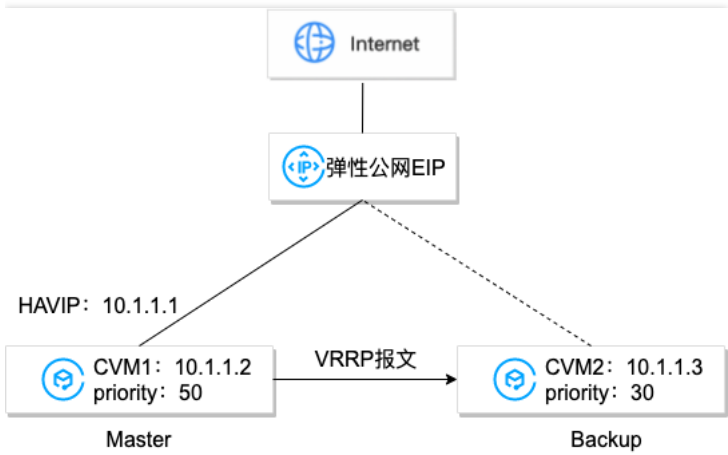 Internet
<IP>
弹性公网EIP
HAVIP：10.1.1.1
CVM1：10.1.1.2
priority：50
VRRP报文
CVM2：10.1.1.3
priority：30
Master
Backup